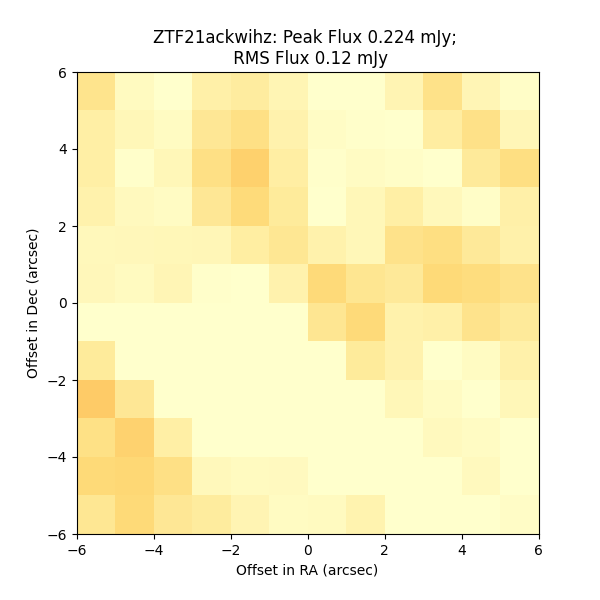 ZTF21ackwihz: Peak Flux 0.224 mJy;
RMS Flux 0.12 mJy
6
4
2
0
−2
−4
−6
Offset in Dec (arcsec)
−6 −4 −2 0 2 4 6
Offset in RA (arcsec)